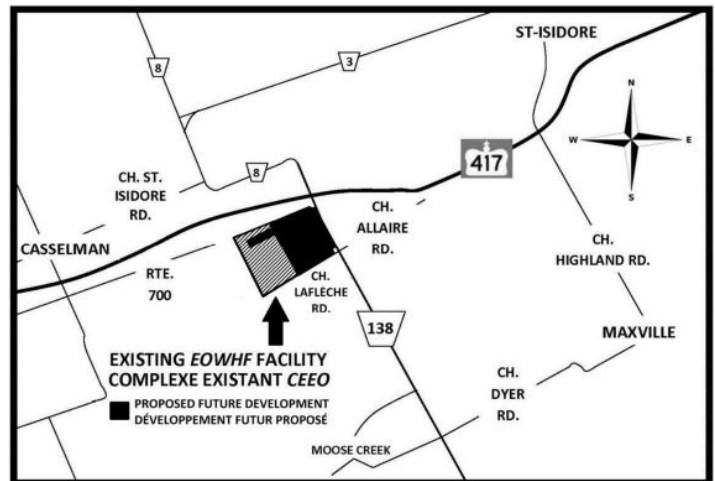 ST-ISIDORE
8
3
N
W
E
S
417
CH. ST.
ISIDORE
RD.
8
CH.
ALLAIRE
RD.
CH.
HIGHLAND RD.
CASSELMAN
RTE.
700
CH.
LAFLÈCHE
RD.
138
MAXVILLE
EXISTING EOWHF FACILITY
COMPLEXE EXISTANT CEEO
PROPOSED FUTURE DEVELOPMENT
DÉVELOPPEMENT FUTUR PROPOSÉ
CH.
DYER
RD.
MOOSE CREEK